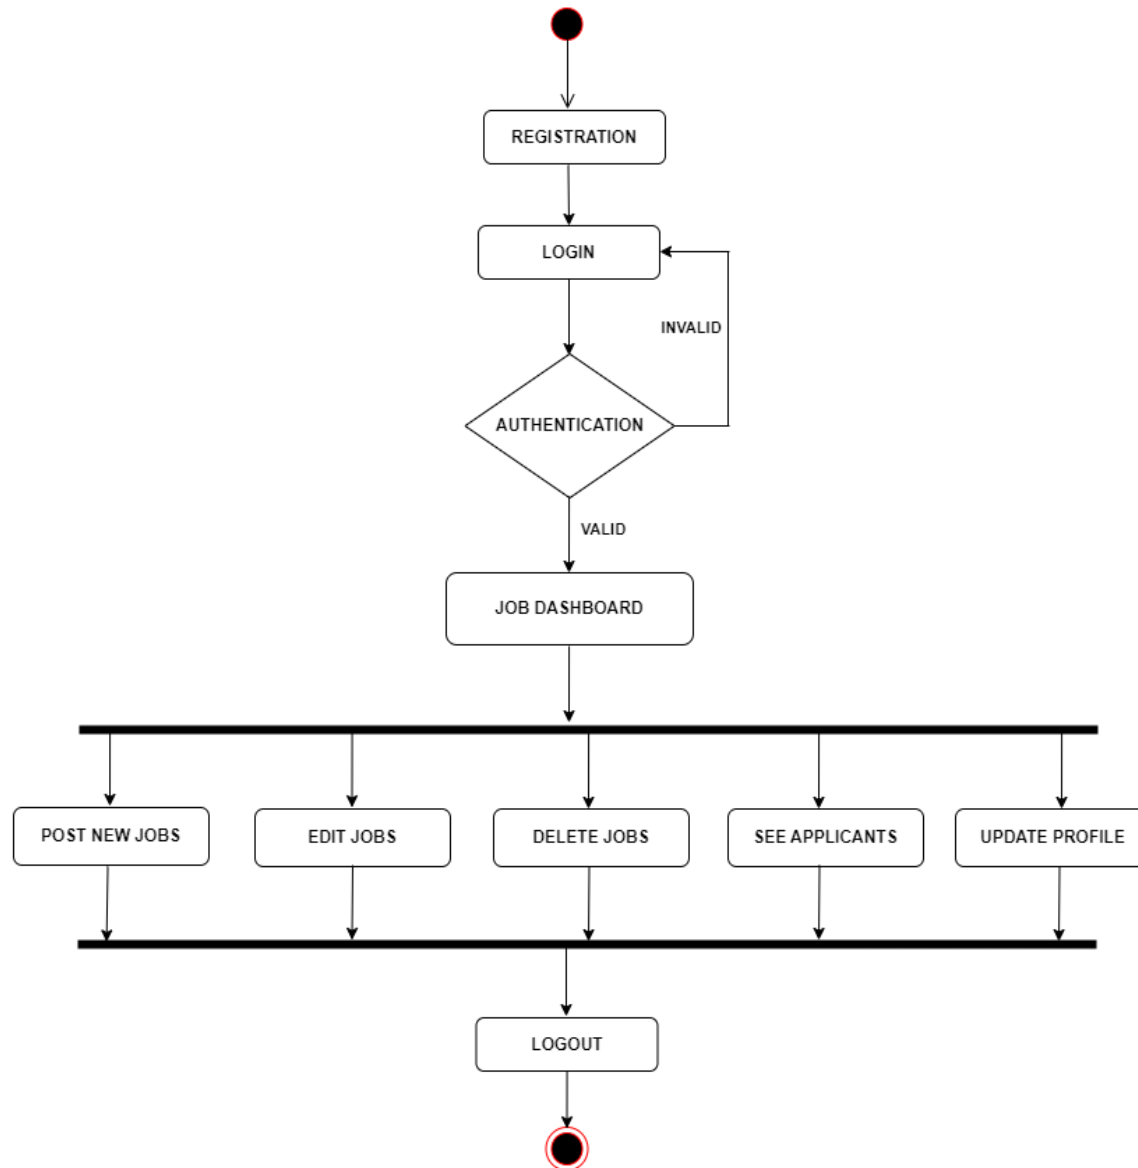 REGISTRATION
LOGIN
INVALID
AUTHENTICATION
VALID
JOB DASHBOARD
POST NEW JOBS
EDIT JOBS
DELETE JOBS
SEE APPLICANTS
UPDATE PROFILE
LOGOUT